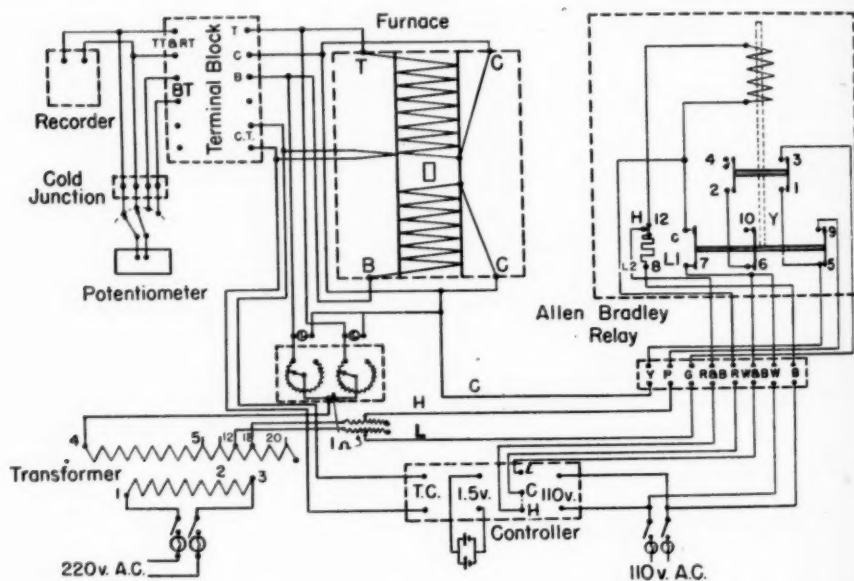 Furnace
TT & RT
BT
Terminal Block
T
C
B
C.T.
Recorder
Cold
Junction
Potentiometer
T
C
B
C
4
3
2
1
Y
H
12
10
9
C
L1
L2
8
7
6
5
Allen Bradley
Relay
Y
P
G
R&B
R
W&B
W
B
C
H
L
1Ω
4
5
12
18
20
Transformer
1
2
3
220v. A.C.
T.C.
1.5v.
L
C
H
110v.
Controller
110v. A.C.